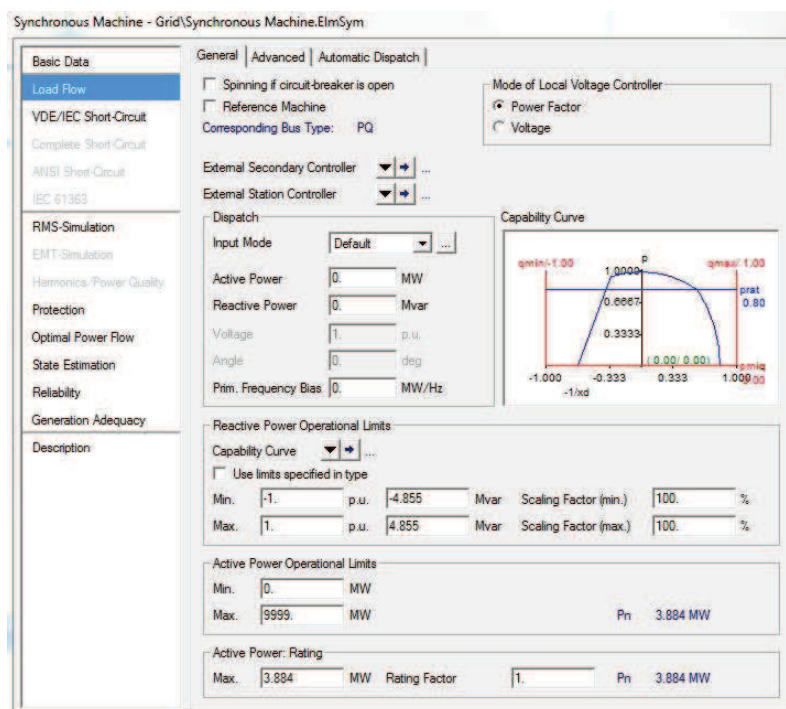 Synchronous Machine - Grid\Synchronous Machine.ElmSym
Basic Data
Load Flow
VDE/IEC Short-Circuit
Complete Short-Circuit
ANSI Short-Circuit
IEC 61363
RMS-Simulation
EMT-Simulation
Harmonics/Power Quality
Protection
Optimal Power Flow
State Estimation
Reliability
Generation Adequacy
Description
General Advanced Automatic Dispatch
Spinning if circuit-breaker is open
Reference Machine
Corresponding Bus Type: PQ
Mode of Local Voltage Controller
Power Factor
Voltage
External Secondary Controller ...
External Station Controller ...
Dispatch
Input Mode Default ...
Active Power 0. MW
Reactive Power 0. Mvar
Voltage 1. p.u.
Angle 0. deg
Prim. Frequency Bias 0. MW/Hz
Capability Curve
qmin/-1.00 p qmax/ 1.00
1.0000
prat
0.6667 0.80
0.3333
( 0.00/ 0.00)
-1.000 -0.333 0.333 1.000
-1/xd
Reactive Power Operational Limits
Capability Curve ...
Use limits specified in type
Min. -1. p.u. -4.855 Mvar Scaling Factor (min.) 100. %
Max. 1. p.u. 4.855 Mvar Scaling Factor (max.) 100. %
Active Power Operational Limits
Min. 0. MW
Max. 9999. MW Pn 3.884 MW
Active Power: Rating
Max. 3.884 MW Rating Factor 1. Pn 3.884 MW